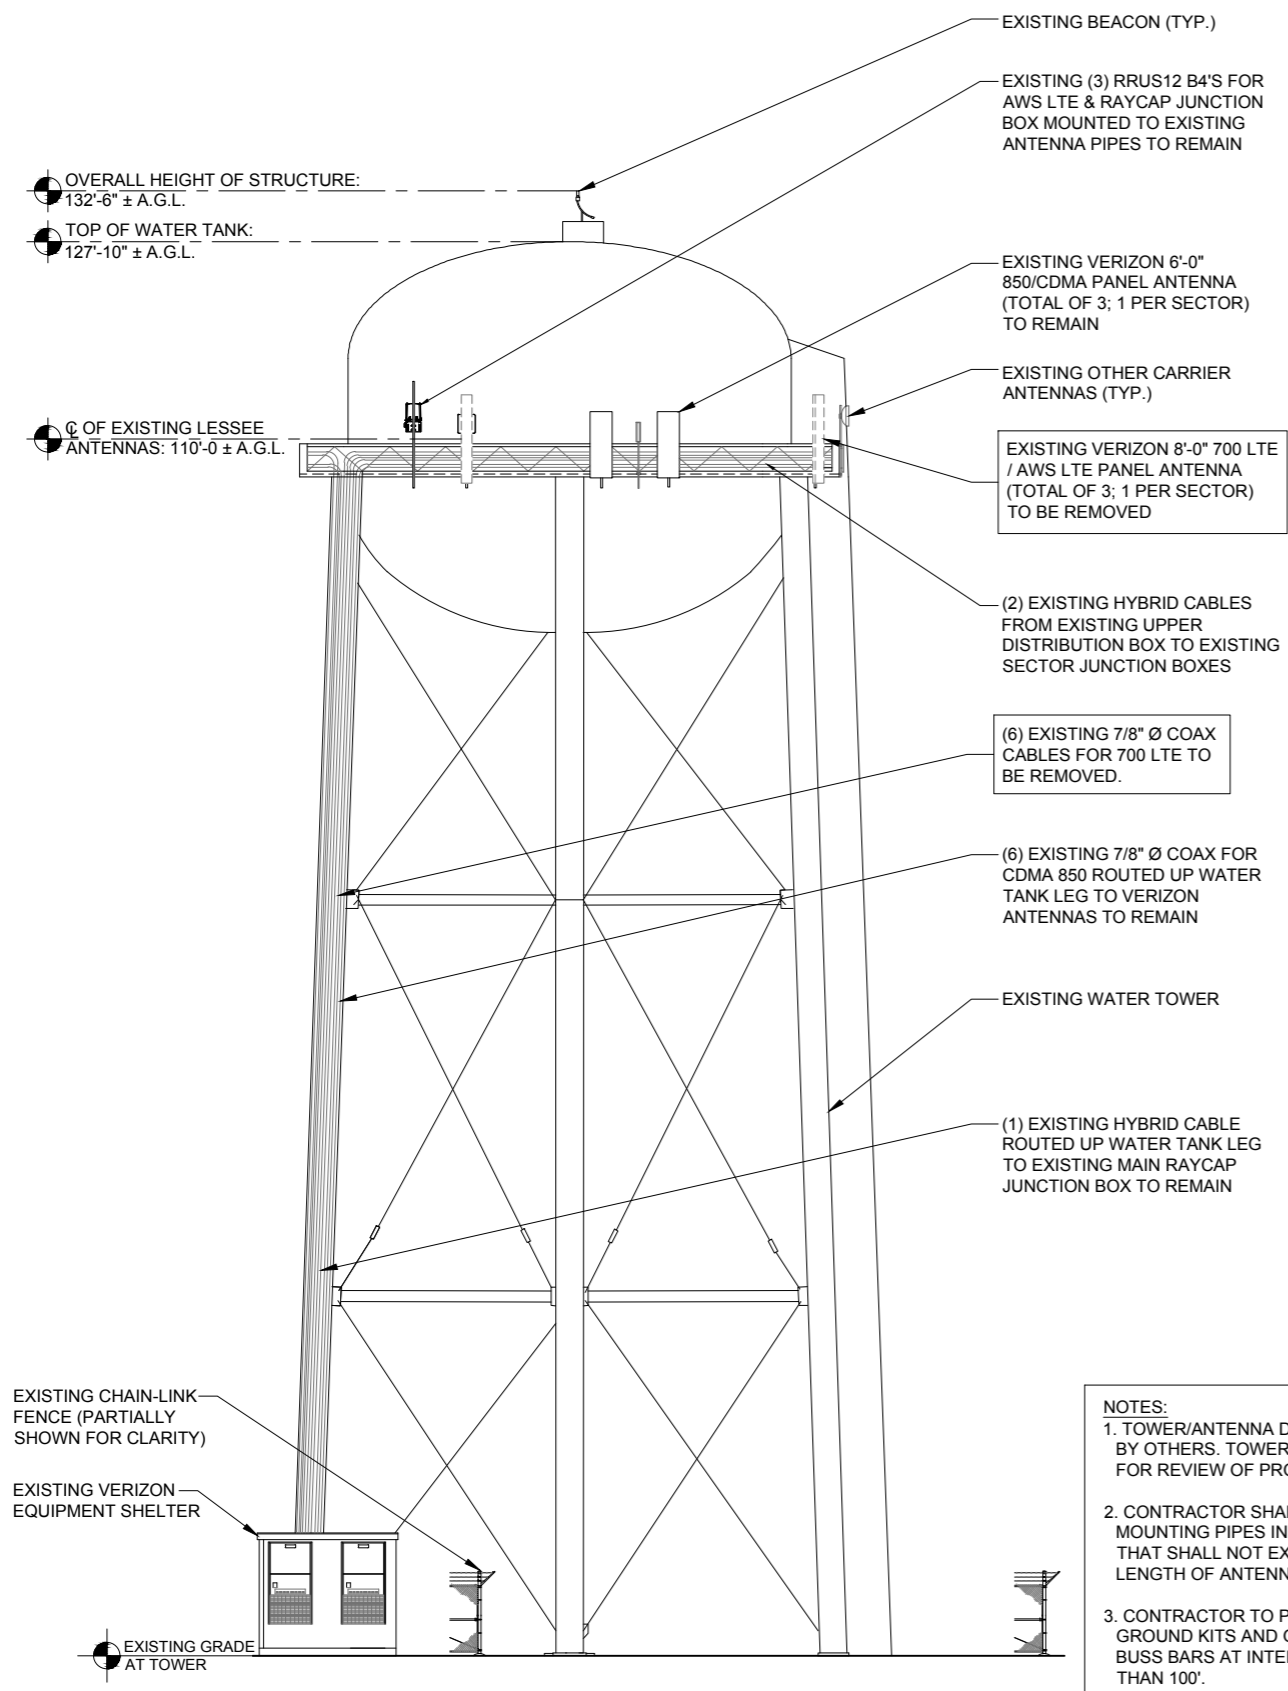 EXISTING BEACON (TYP.)
EXISTING (3) RRUS12 B4'S FOR
AWS LTE & RAYCAP JUNCTION
BOX MOUNTED TO EXISTING
ANTENNA PIPES TO REMAIN
OVERALL HEIGHT OF STRUCTURE:
132'-6" ± A.G.L.
TOP OF WATER TANK:
127'-10" ± A.G.L.
EXISTING VERIZON 6'-0"
850/CDMA PANEL ANTENNA
(TOTAL OF 3; 1 PER SECTOR)
TO REMAIN
EXISTING OTHER CARRIER
ANTENNAS (TYP.)
℄ OF EXISTING LESSEE
ANTENNAS: 110'-0 ± A.G.L.
EXISTING VERIZON 8'-0" 700 LTE
/ AWS LTE PANEL ANTENNA
(TOTAL OF 3; 1 PER SECTOR)
TO BE REMOVED
(2) EXISTING HYBRID CABLES
FROM EXISTING UPPER
DISTRIBUTION BOX TO EXISTING
SECTOR JUNCTION BOXES
(6) EXISTING 7/8" Ø COAX
CABLES FOR 700 LTE TO
BE REMOVED.
(6) EXISTING 7/8" Ø COAX FOR
CDMA 850 ROUTED UP WATER
TANK LEG TO VERIZON
ANTENNAS TO REMAIN
EXISTING WATER TOWER
(1) EXISTING HYBRID CABLE
ROUTED UP WATER TANK LEG
TO EXISTING MAIN RAYCAP
JUNCTION BOX TO REMAIN
EXISTING CHAIN-LINK
FENCE (PARTIALLY
SHOWN FOR CLARITY)
EXISTING VERIZON
EQUIPMENT SHELTER
EXISTING GRADE
AT TOWER
NOTES:
1. TOWER/ANTENNA D
BY OTHERS. TOWER
FOR REVIEW OF PRO
2. CONTRACTOR SHA
MOUNTING PIPES IN
THAT SHALL NOT EX
LENGTH OF ANTENN
3. CONTRACTOR TO P
GROUND KITS AND
BUSS BARS AT INTE
THAN 100'.